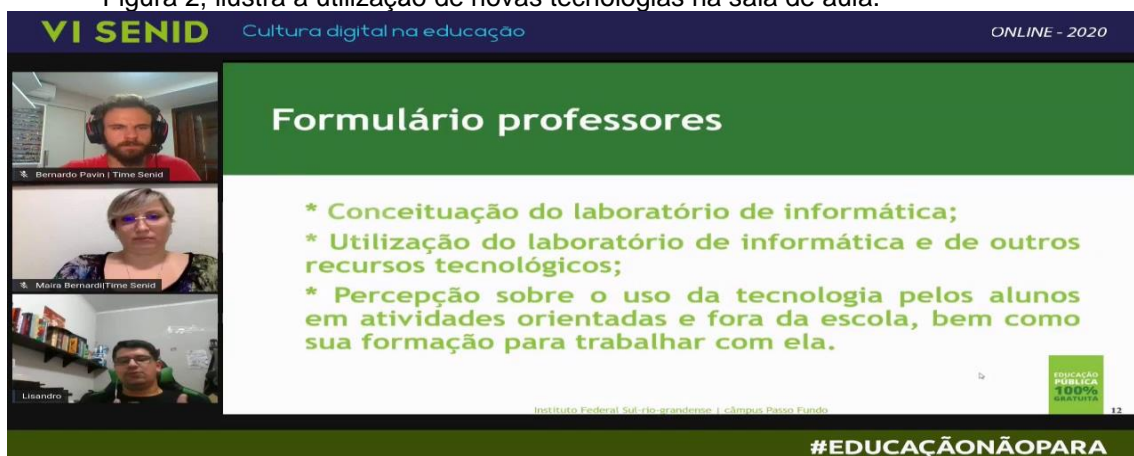 Figura 2, ilustra a utilização de novas tecnologias na sala de aula.
VI SENID Cultura digital na educação ONLINE - 2020
Formulário professores
Bernardo Pavin | Time Senid
* Conceituação do laboratório de informática;
* Utilização do laboratório de informática e de outros
recursos tecnológicos;
Maira Bernardi|Time Senid
* Percepção sobre o uso da tecnologia pelos alunos
em atividades orientadas e fora da escola, bem como
sua formação para trabalhar com ela.
Lisandro
EDUCAÇÃO
PÚBLICA
100%
GRATUITA
Instituto Federal Sul-rio-grandense | câmpus Passo Fundo
12
#EDUCAÇÃONÃOPARA